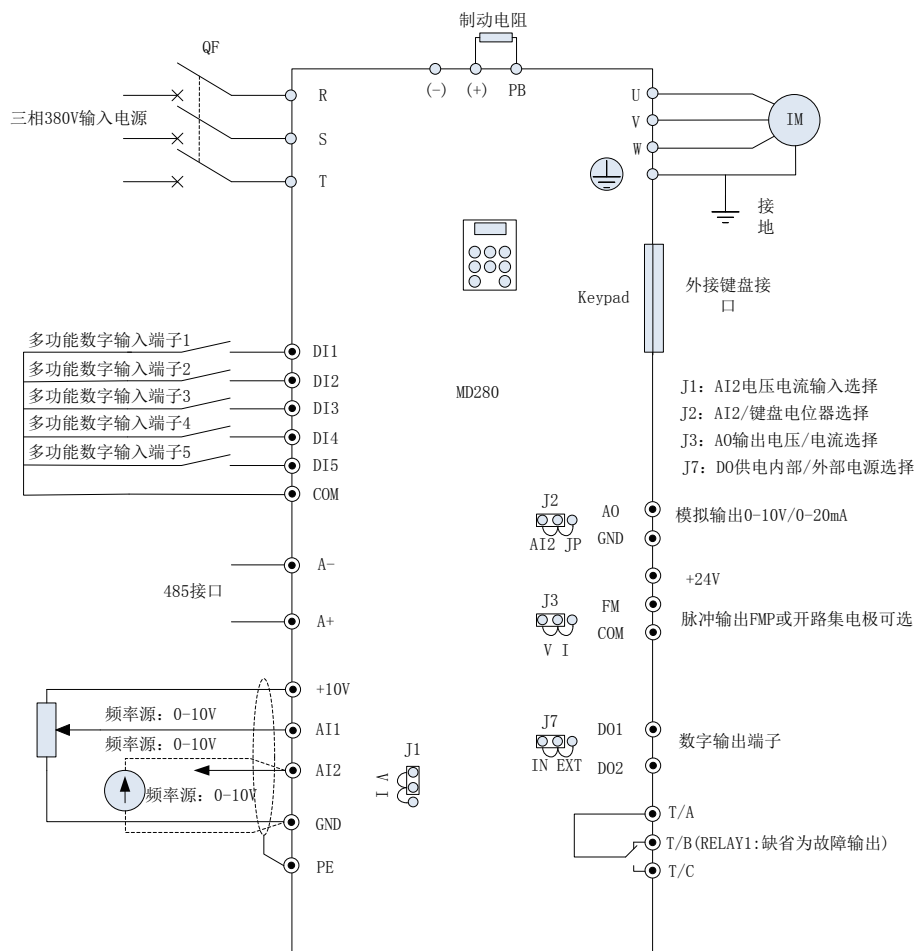 制动电阻
QF
(-) (+) PB
三相380V输入电源
R
S
T
U
V
W
IM
接
地
Keypad
外接键盘接
口
MD280
多功能数字输入端子1
DI1
多功能数字输入端子2
DI2
多功能数字输入端子3
DI3
多功能数字输入端子4
DI4
多功能数字输入端子5
DI5
COM
J1: AI2电压电流输入选择
J2: AI2/键盘电位器选择
J3: AO输出电压/电流选择
J7: DO供电内部/外部电源选择
485接口
A-
A+
J2
AI2 JP
AO
GND
模拟输出0-10V/0-20mA
+24V
J3
V I
FM
COM
脉冲输出FMP或开路集电极可选
+10V
频率源: 0-10V
AI1
频率源: 0-10V
AI2
频率源: 0-10V
GND
PE
J1
V
I
J7
IN EXT
DO1
DO2
数字输出端子
T/A
T/B(RELAY1:缺省为故障输出)
T/C